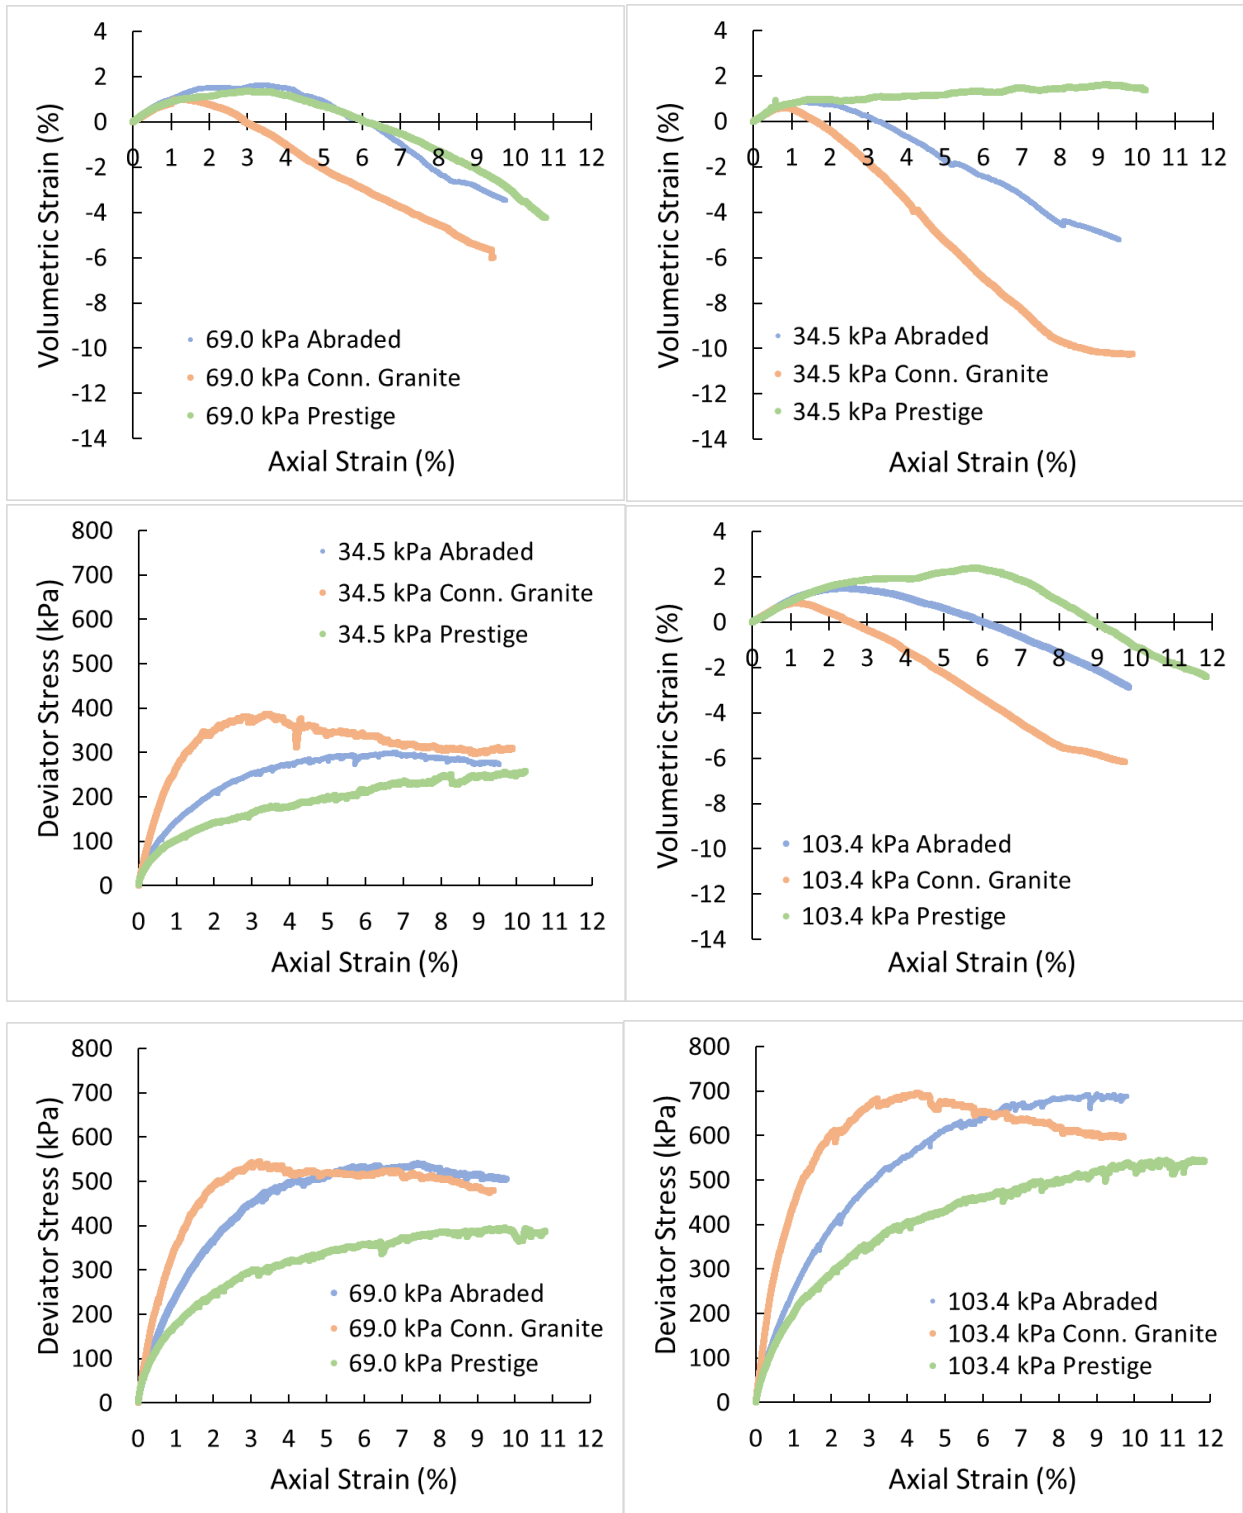 4
2
0
-2
-4
-6
-8
-10
-12
-14
0 1 2 3 4 5 6 7 8 9 10 11 12
Volumetric Strain (%)
69.0 kPa Abraded
69.0 kPa Conn. Granite
69.0 kPa Prestige
Axial Strain (%)
4
2
0
-2
-4
-6
-8
-10
-12
-14
0 1 2 3 4 5 6 7 8 9 10 11 12
Volumetric Strain (%)
34.5 kPa Abraded
34.5 kPa Conn. Granite
34.5 kPa Prestige
Axial Strain (%)
800
700
600
500
400
300
200
100
0
Deviator Stress (kPa)
34.5 kPa Abraded
34.5 kPa Conn. Granite
34.5 kPa Prestige
0 1 2 3 4 5 6 7 8 9 10 11 12
Axial Strain (%)
4
2
0
-2
-4
-6
-8
-10
-12
-14
0 1 2 3 4 5 6 7 8 9 10 11 12
Volumetric Strain (%)
103.4 kPa Abraded
103.4 kPa Conn. Granite
103.4 kPa Prestige
Axial Strain (%)
800
700
600
500
400
300
200
100
0
Deviator Stress (kPa)
69.0 kPa Abraded
69.0 kPa Conn. Granite
69.0 kPa Prestige
0 1 2 3 4 5 6 7 8 9 10 11 12
Axial Strain (%)
800
700
600
500
400
300
200
100
0
Deviator Stress (kPa)
103.4 kPa Abraded
103.4 kPa Conn. Granite
103.4 kPa Prestige
0 1 2 3 4 5 6 7 8 9 10 11 12
Axial Strain (%)